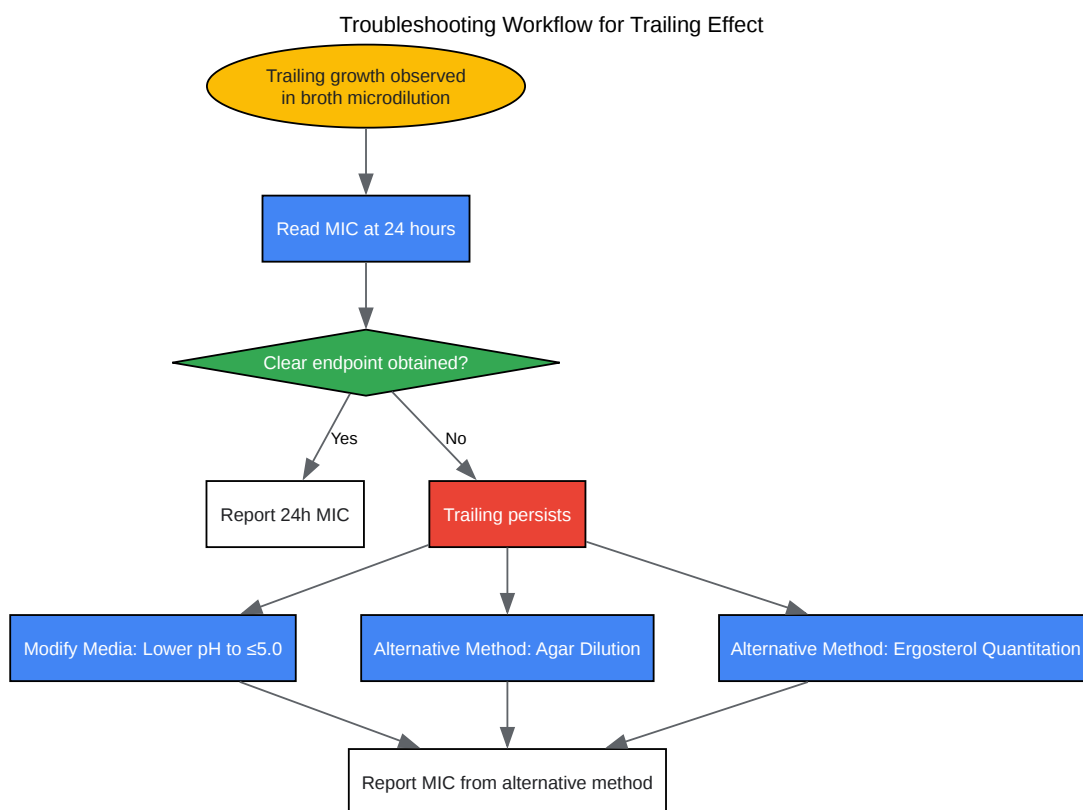 Troubleshooting Workflow for Trailing Effect
Trailing growth observed
in broth microdilution
Read MIC at 24 hours
Clear endpoint obtained?
Yes
No
Report 24h MIC
Trailing persists
Modify Media: Lower pH to ≤5.0
Alternative Method: Agar Dilution
Alternative Method: Ergosterol Quantitation
Report MIC from alternative method